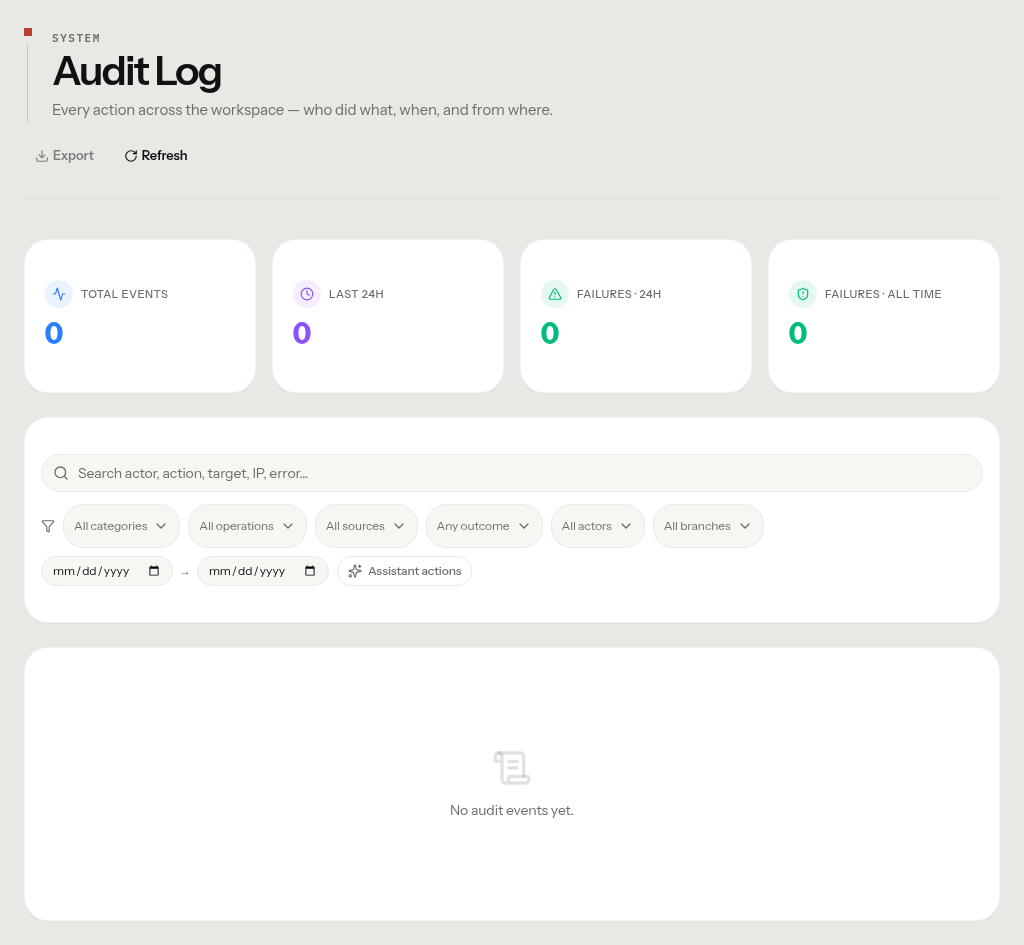 SYSTEM
Audit Log
Every action across the workspace — who did what, when, and from where.
Export Refresh
TOTAL EVENTS
0
LAST 24H
0
FAILURES · 24H
0
FAILURES · ALL TIME
0
Search actor, action, target, IP, error...
All categories All operations All sources Any outcome All actors All branches
mm/dd/yyyy → mm/dd/yyyy Assistant actions
No audit events yet.